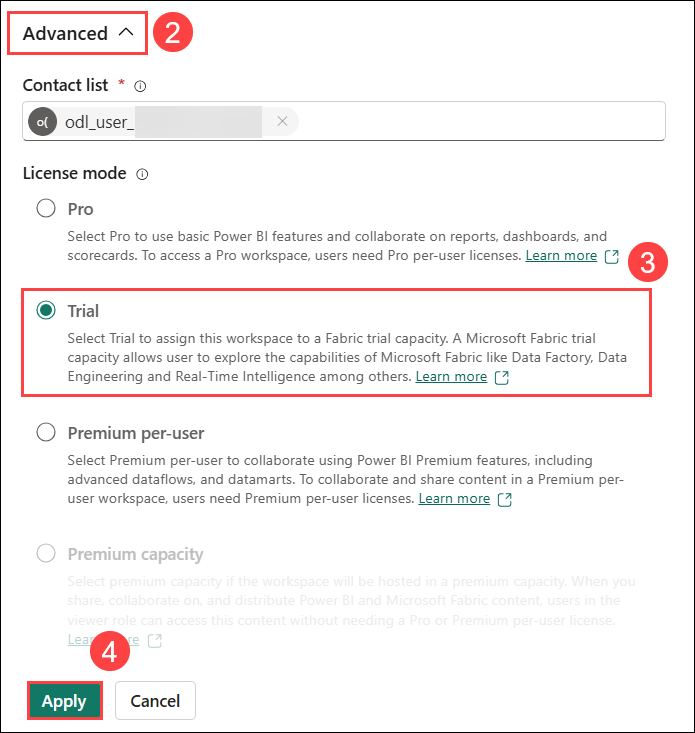 Advanced 2
Contact list *
o( odl_user_
License mode
Pro
Select Pro to use basic Power BI features and collaborate on reports, dashboards, and
scorecards. To access a Pro workspace, users need Pro per-user licenses. Learn more
3
Trial
Select Trial to assign this workspace to a Fabric trial capacity. A Microsoft Fabric trial
capacity allows user to explore the capabilities of Microsoft Fabric like Data Factory, Data
Engineering and Real-Time Intelligence among others. Learn more
Premium per-user
Select Premium per-user to collaborate using Power BI Premium features, including
advanced dataflows, and datamarts. To collaborate and share content in a Premium per-
user workspace, users need Premium per-user licenses. Learn more
Premium capacity
Select premium capacity if the workspace will be hosted in a premium capacity. When you
share, collaborate on, and distribute Power BI and Microsoft Fabric content, users in the
viewer role can access this content without needing a Pro or Premium per-user license.
4
Apply Cancel